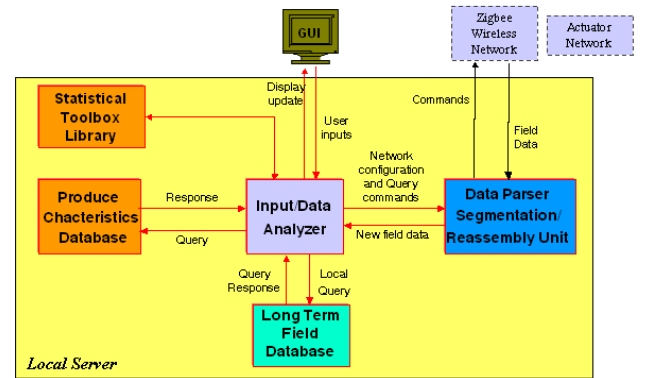 GUI
Zigbee
Wireless
Network
Actuator
Network
Statistical
Toolbox
Library
Display
update
User
inputs
Commands
Field
Data
Network
configuration
and Query
commands
Produce
Chacteristics
Database
Response
Query
Input/Data
Analyzer
New field data
Data Parser
Segmentation/
Reassembly Unit
Query
Response
Local
Query
Long Term
Field
Database
Local Server